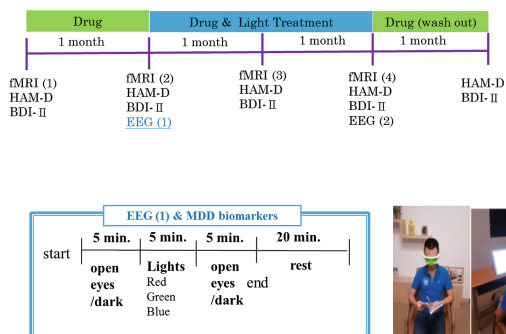 Drug
Drug & Light Treatment
Drug (wash out)
1 month
1 month
1 month
1 month
fMRI (1)
HAM-D
BDI-Ⅱ
fMRI (2)
HAM-D
BDI-Ⅱ
EEG (1)
fMRI (3)
HAM-D
BDI-Ⅱ
fMRI (4)
HAM-D
BDI-Ⅱ
EEG (2)
HAM-D
BDI-Ⅱ
EEG (1) & MDD biomarkers
5 min.
5 min.
5 min.
20 min.
start
open
eyes
/dark
Lights
Red
Green
Blue
open
eyes
/dark
end
rest